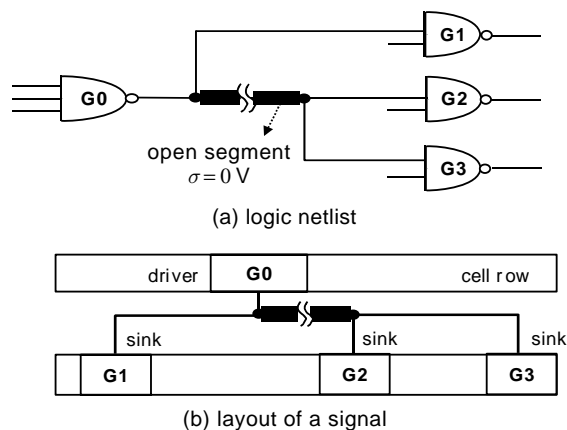 G1
G0
G2
open segment
σ = 0 V
G3
(a) logic netlist
driver G0 cell row
sink sink sink
G1 G2 G3
(b) layout of a signal